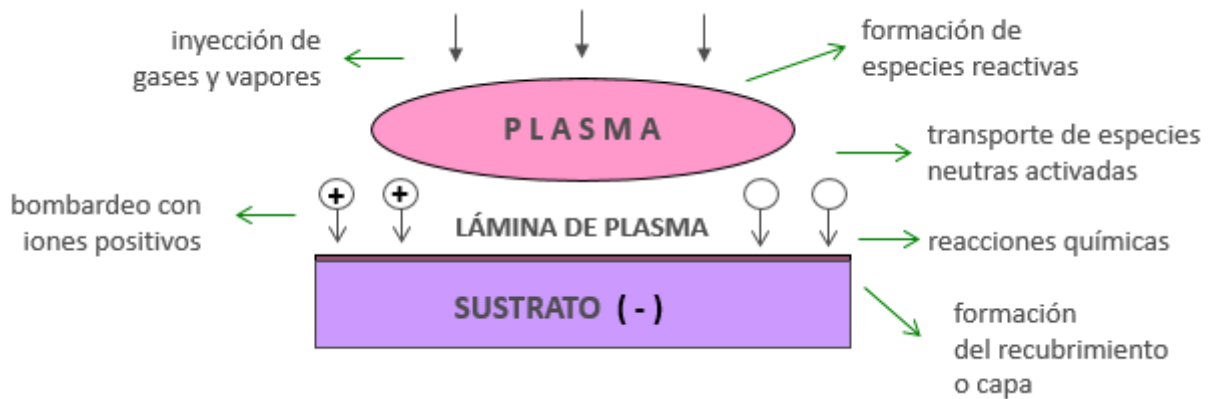 inyección de
gases y vapores
formación de
especies reactivas
PLASMA
transporte de especies
neutras activadas
+ +
bombardeo con
iones positivos
LÁMINA DE PLASMA
reacciones químicas
SUSTRATO (-)
formación
del recubrimiento
o capa